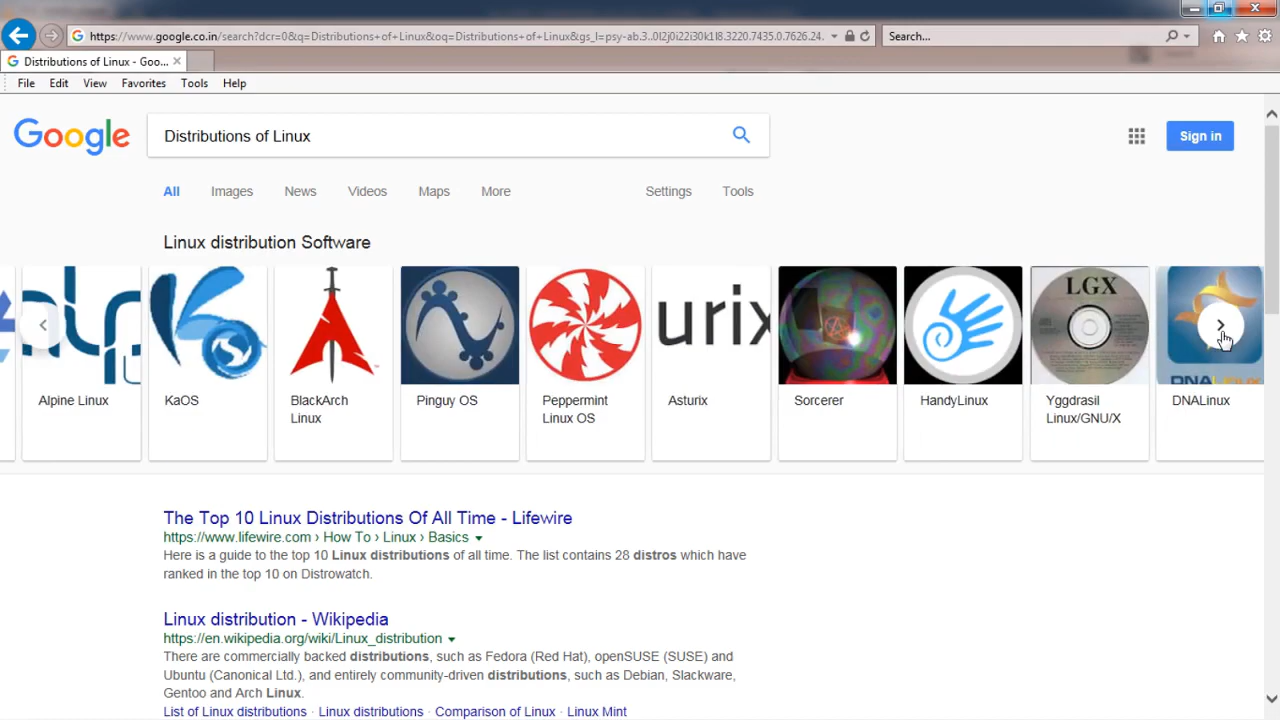 https://www.google.co.in/search?dcr=0&q=Distributions+of+Linux&oq=Distributions+of+Linux&gs_l=psy-ab.3..0l2j0i22i30k1l8.3220.7435.0.7626.24.
Search...
Distributions of Linux - Goo...
File Edit View Favorites Tools Help
Google
Distributions of Linux
Sign in
All Images News Videos Maps More Settings Tools
Linux distribution Software
urix
LGX
DNALINUX
Alpine Linux
KaOS
BlackArch
Linux
Pinguy OS
Peppermint
Linux OS
Asturix
Sorcerer
HandyLinux
Yggdrasil
Linux/GNU/X
DNALinux
The Top 10 Linux Distributions Of All Time - Lifewire
https://www.lifewire.com › How To › Linux › Basics
Here is a guide to the top 10 Linux distributions of all time. The list contains 28 distros which have
ranked in the top 10 on Distrowatch.
Linux distribution - Wikipedia
https://en.wikipedia.org/wiki/Linux_distribution
There are commercially backed distributions, such as Fedora (Red Hat), openSUSE (SUSE) and
Ubuntu (Canonical Ltd.), and entirely community-driven distributions, such as Debian, Slackware,
Gentoo and Arch Linux.
List of Linux distributions · Linux distributions · Comparison of Linux · Linux Mint